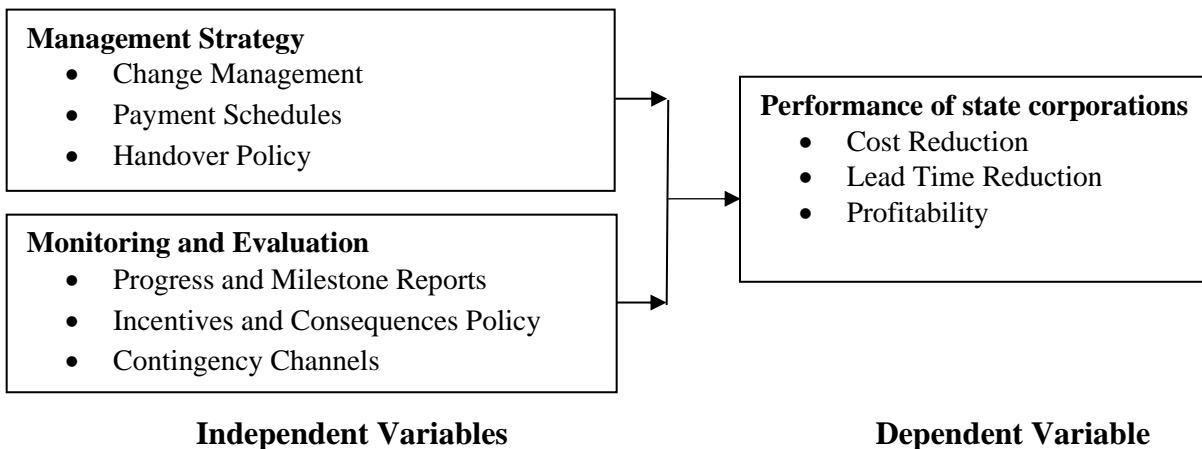 Management Strategy
• Change Management
• Payment Schedules
• Handover Policy
Monitoring and Evaluation
• Progress and Milestone Reports
• Incentives and Consequences Policy
• Contingency Channels
Performance of state corporations
• Cost Reduction
• Lead Time Reduction
• Profitability
Independent Variables
Dependent Variable